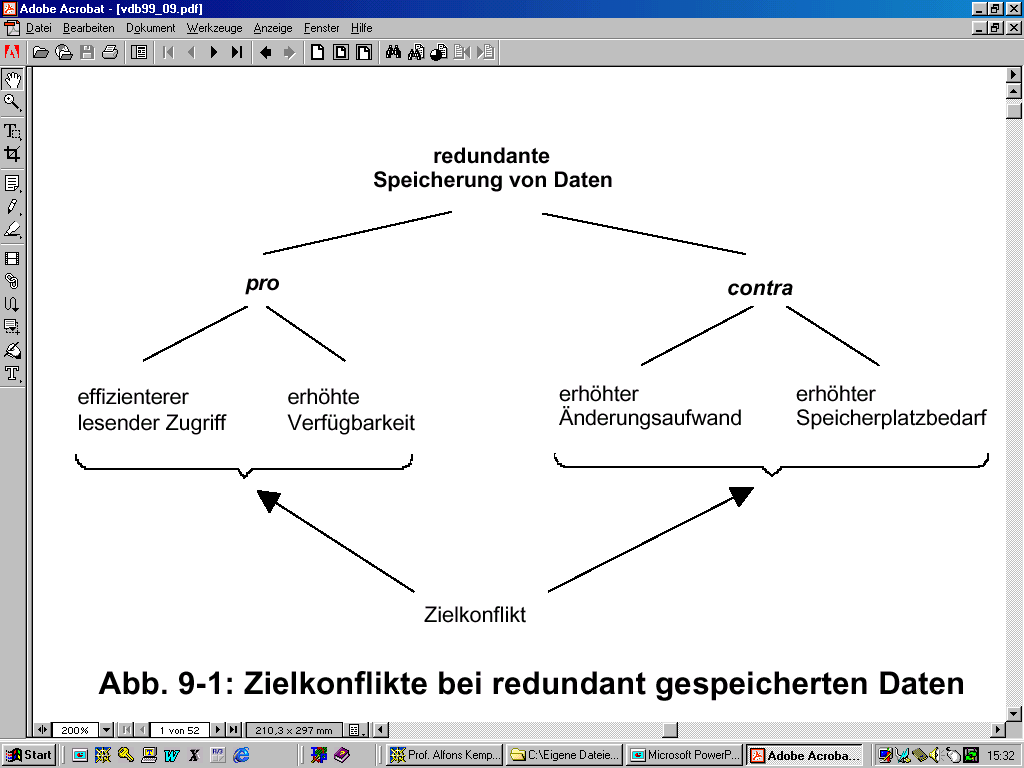 Adobe Acrobat - [vdb99_09.pdf]
Datei Bearbeiten Dokument Werkzeuge Anzeige Fenster Hilfe
redundante
Speicherung von Daten
pro
contra
effizienterer
lesender Zugriff
erhöhte
Verfügbarkeit
erhöhter
Änderungsaufwand
erhöhter
Speicherplatzbedarf
Zielkonflikt
Abb. 9-1: Zielkonflikte bei redundant gespeicherten Daten
200% 1 von 52 210,3 x 297 mm
Start Prof. Alfons Kemp... C:\Eigene Dateie... Microsoft PowerP... Adobe Acroba... 15:32